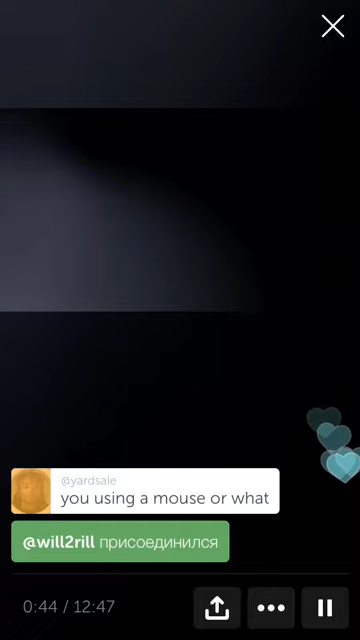 @yardsale
you using a mouse or what
@will2rill присоединился
0:44 / 12:47